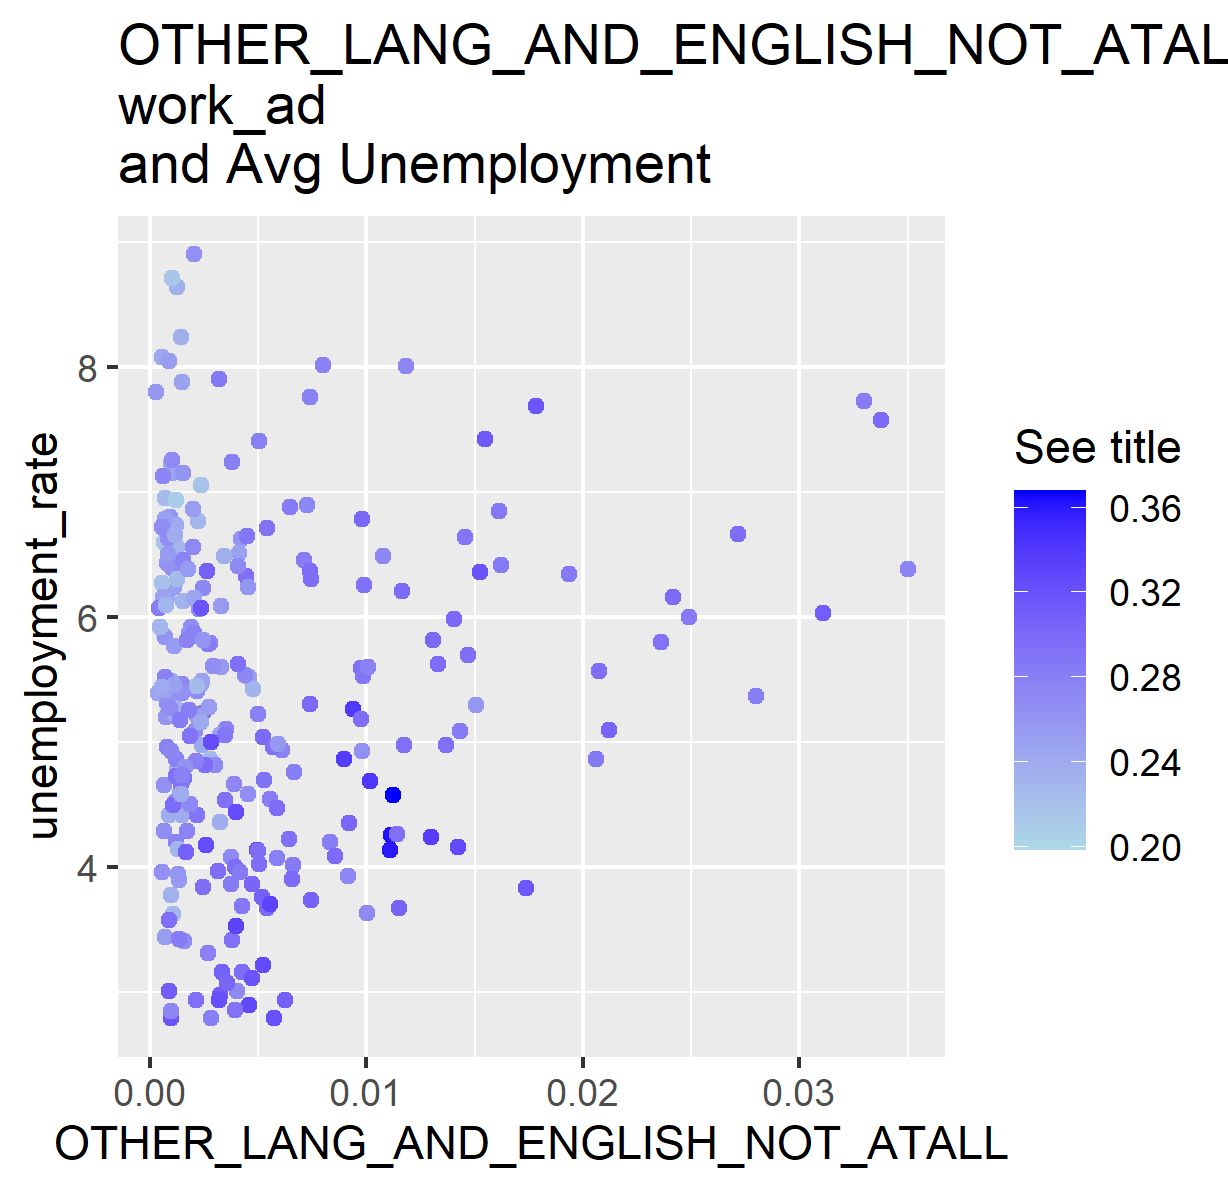 OTHER_LANG_AND_ENGLISH_NOT_ATAL
work_ad
and Avg Unemployment
8
6
4
unemployment_rate
0.00 0.01 0.02 0.03
OTHER_LANG_AND_ENGLISH_NOT_ATALL
See title
0.36
0.32
0.28
0.24
0.20